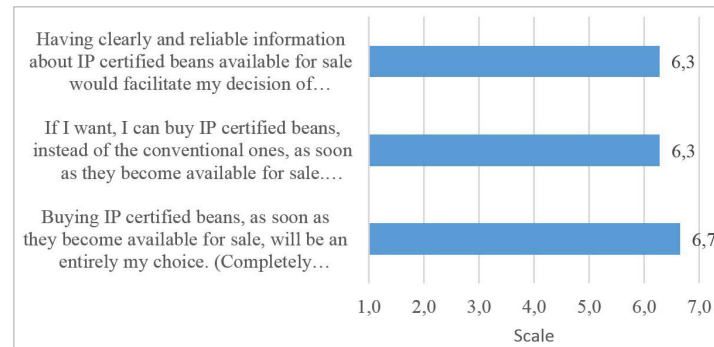 Having clearly and reliable information
about IP certified beans available for sale
would facilitate my decision of…
6,3
If I want, I can buy IP certified beans,
instead of the conventional ones, as soon
as they become available for sale.…
6,3
Buying IP certified beans, as soon as
they become available for sale, will be an
entirely my choice. (Completely…
6,7
1,0 2,0 3,0 4,0 5,0 6,0 7,0
Scale